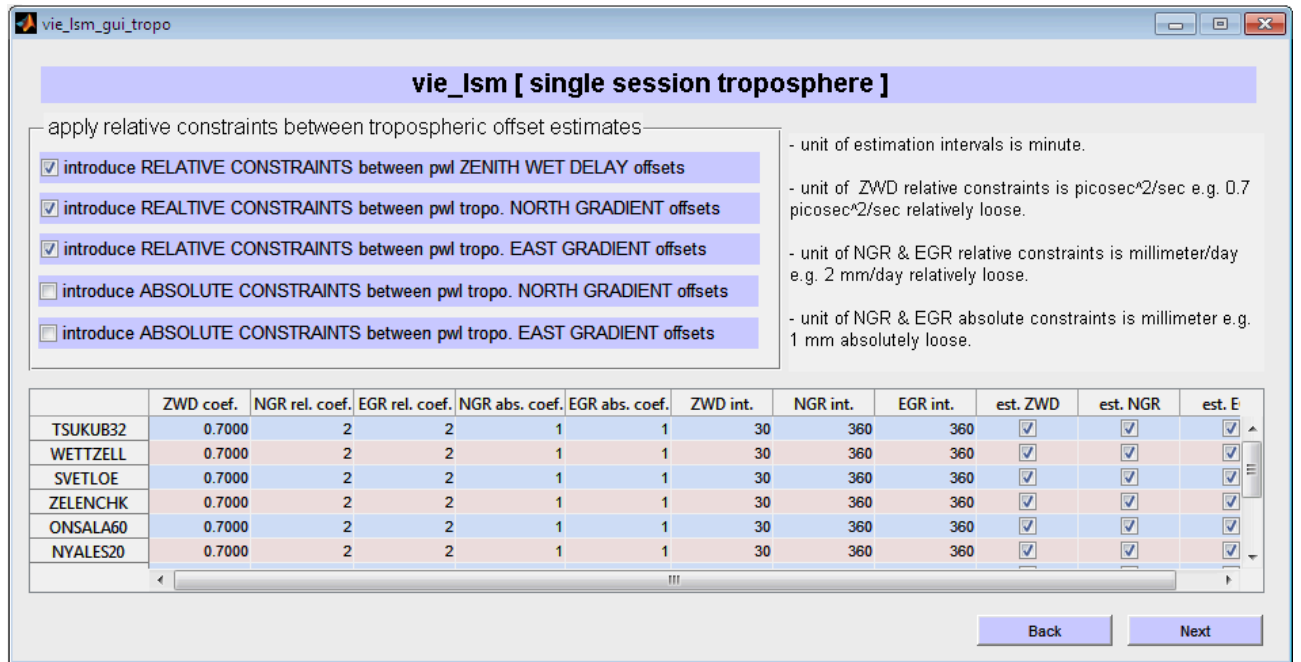 vie_lsm_gui_tropo
vie_lsm [ single session troposphere ]
apply relative constraints between tropospheric offset estimates
introduce RELATIVE CONSTRAINTS between pwl ZENITH WET DELAY offsets
introduce REALTIVE CONSTRAINTS between pwl tropo. NORTH GRADIENT offsets
introduce RELATIVE CONSTRAINTS between pwl tropo. EAST GRADIENT offsets
introduce ABSOLUTE CONSTRAINTS between pwl tropo. NORTH GRADIENT offsets
introduce ABSOLUTE CONSTRAINTS between pwl tropo. EAST GRADIENT offsets
- unit of estimation intervals is minute.
- unit of ZWD relative constraints is picosec^2/sec e.g. 0.7
picosec^2/sec relatively loose.
- unit of NGR & EGR relative constraints is millimeter/day
e.g. 2 mm/day relatively loose.
- unit of NGR & EGR absolute constraints is millimeter e.g.
1 mm absolutely loose.
ZWD coef. NGR rel. coef. EGR rel. coef. NGR abs. coef. EGR abs. coef. ZWD int. NGR int. EGR int. est. ZWD est. NGR est. E
TSUKUB32 0.7000 2 2 1 1 30 360 360
WETTZELL 0.7000 2 2 1 1 30 360 360
SVETLOE 0.7000 2 2 1 1 30 360 360
ZELENCHK 0.7000 2 2 1 1 30 360 360
ONSALA60 0.7000 2 2 1 1 30 360 360
NYALES20 0.7000 2 2 1 1 30 360 360
Back Next